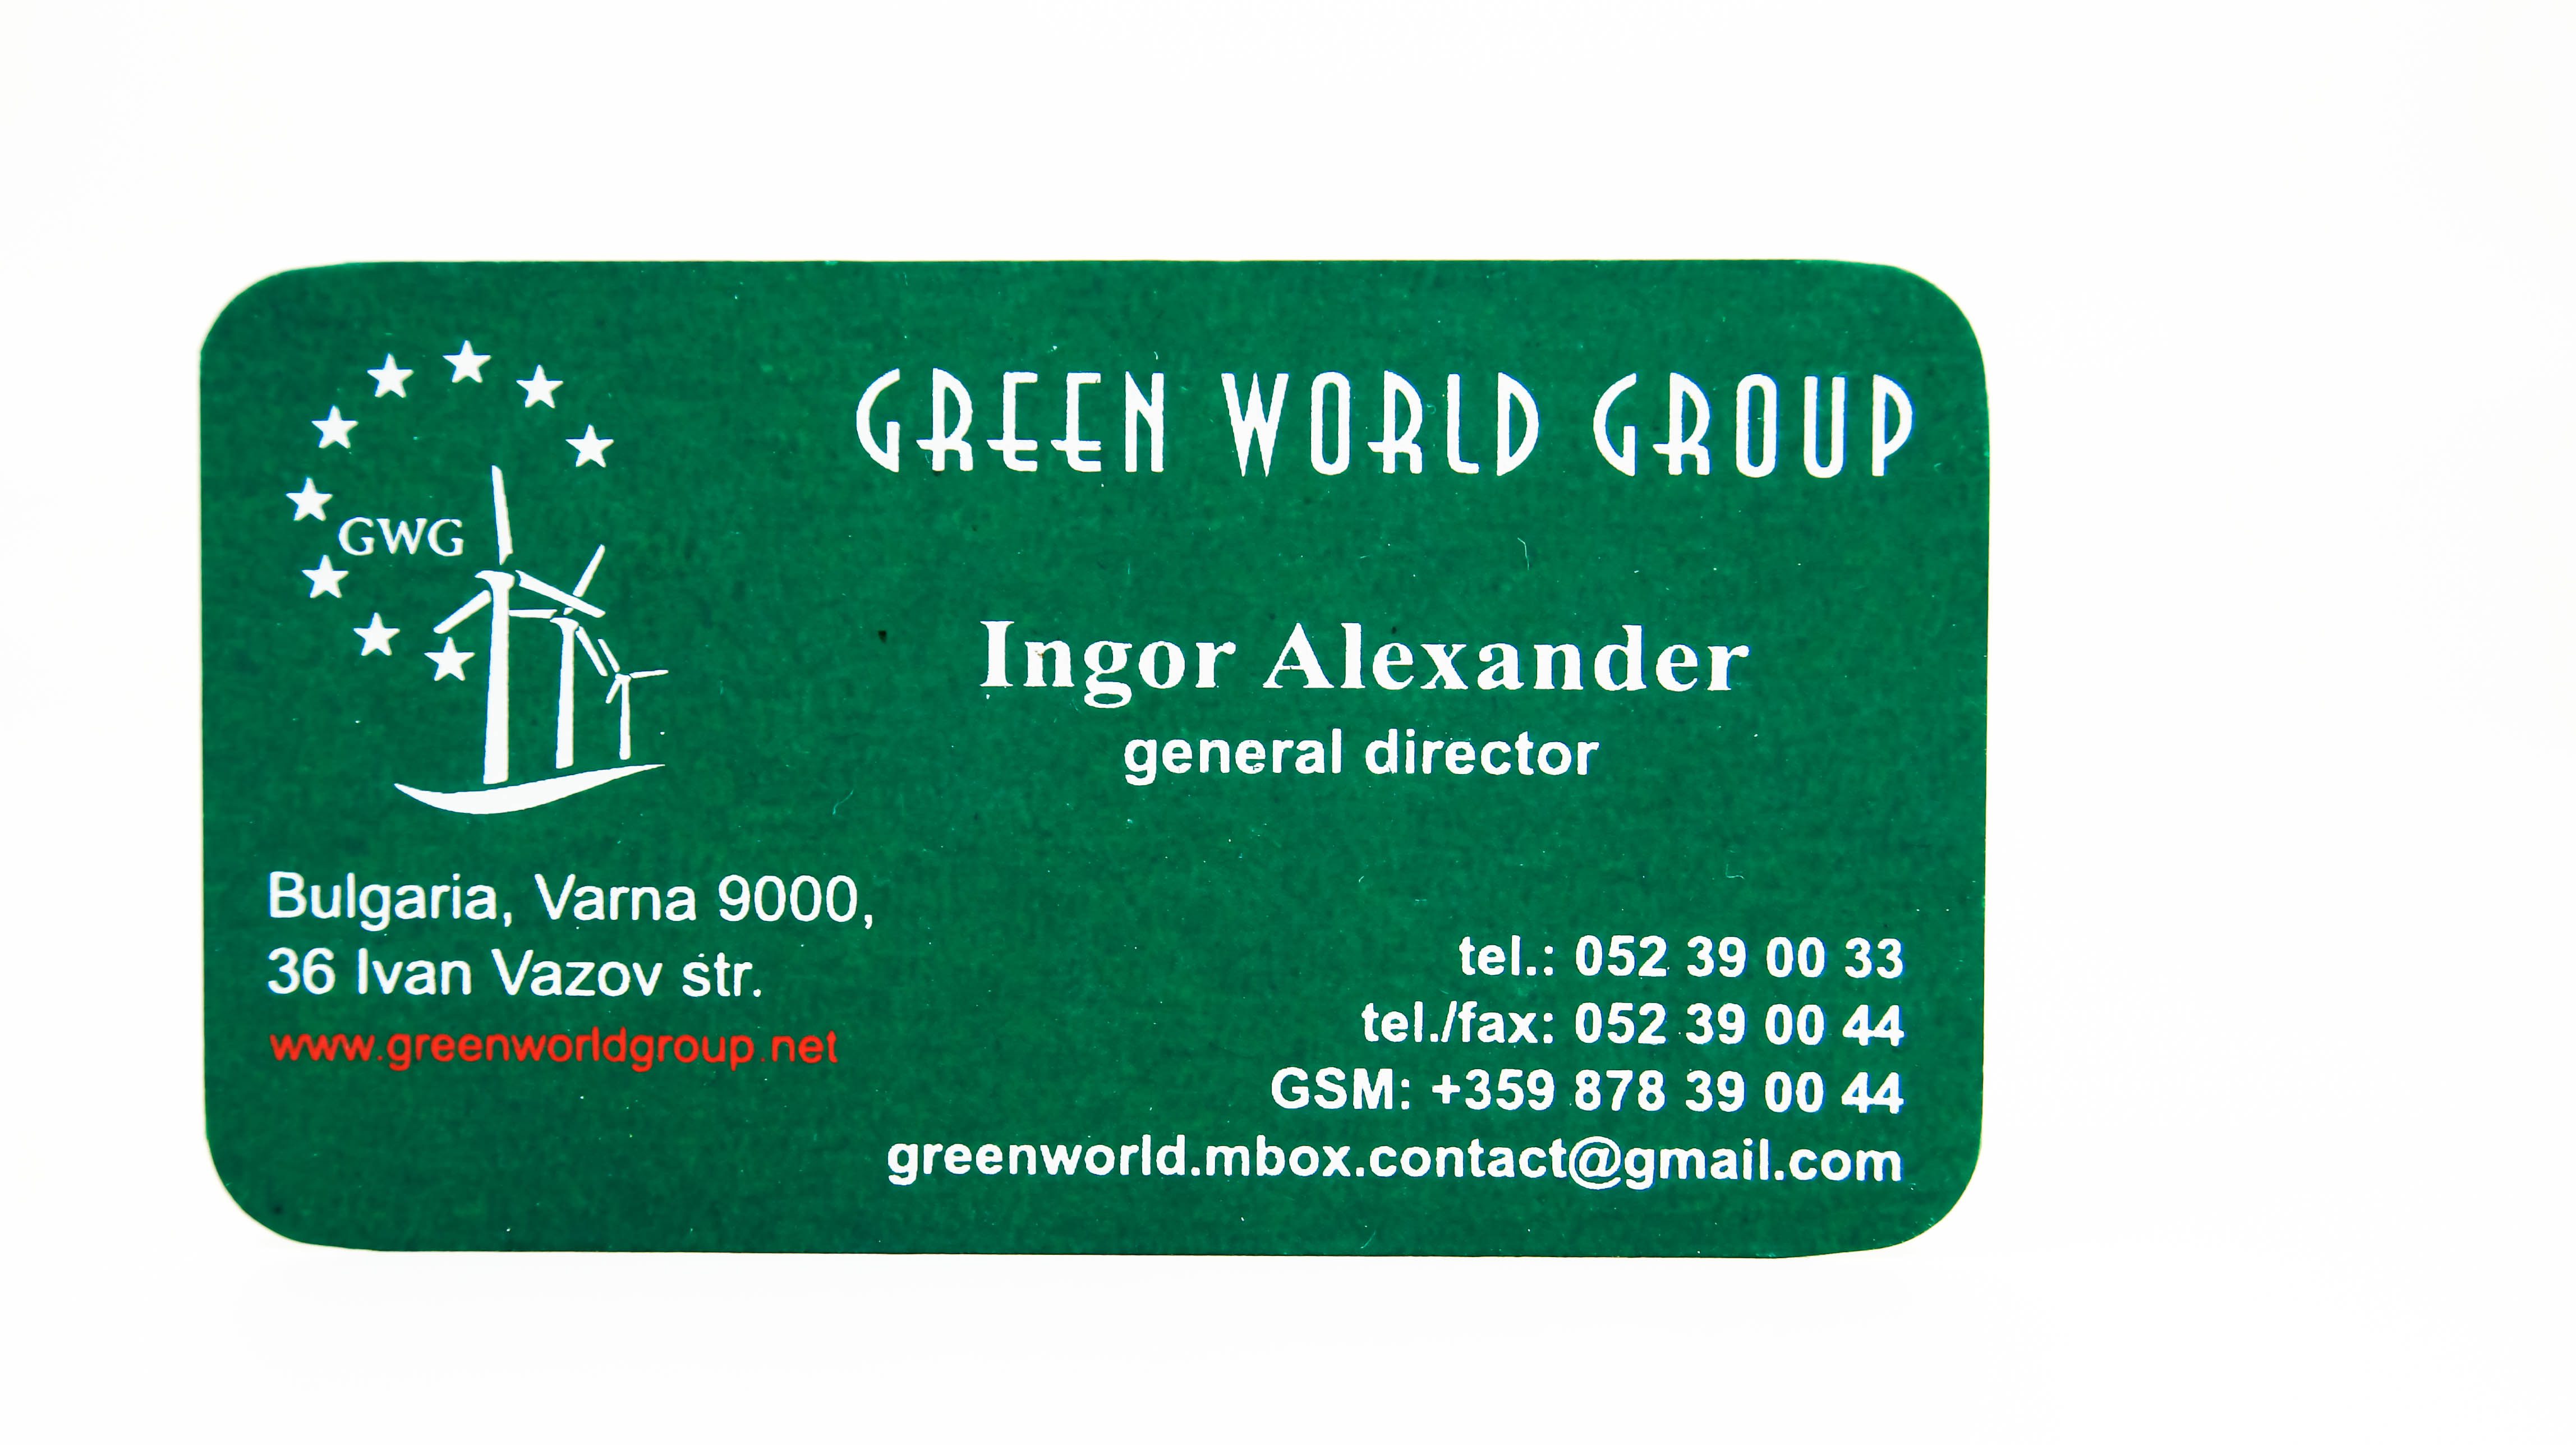 GREEN WORLD GROUP
GWG
Ingor Alexander
general director
Bulgaria, Varna 9000,
36 Ivan Vazov str.
www.greenworldgroup.net
tel.: 052 39 00 33
tel./fax: 052 39 00 44
GSM: +359 878 39 00 44
greenworld.mbox.contact@gmail.com